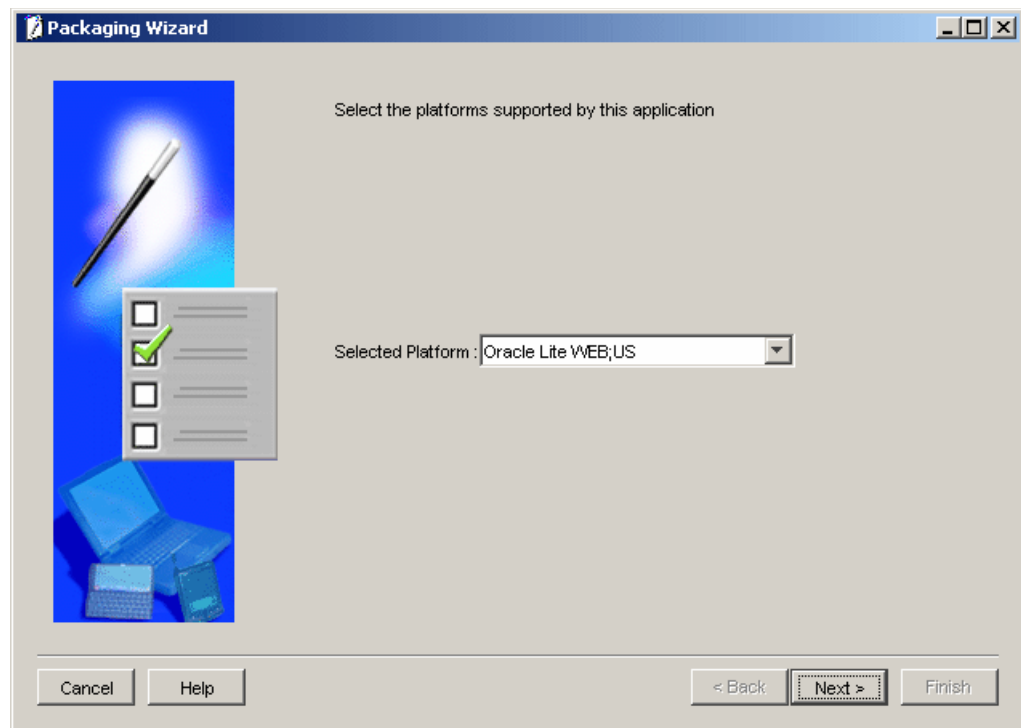 Packaging Wizard
Select the platforms supported by this application
Selected Platform : Oracle Lite WEB;US
Cancel Help < Back Next > Finish